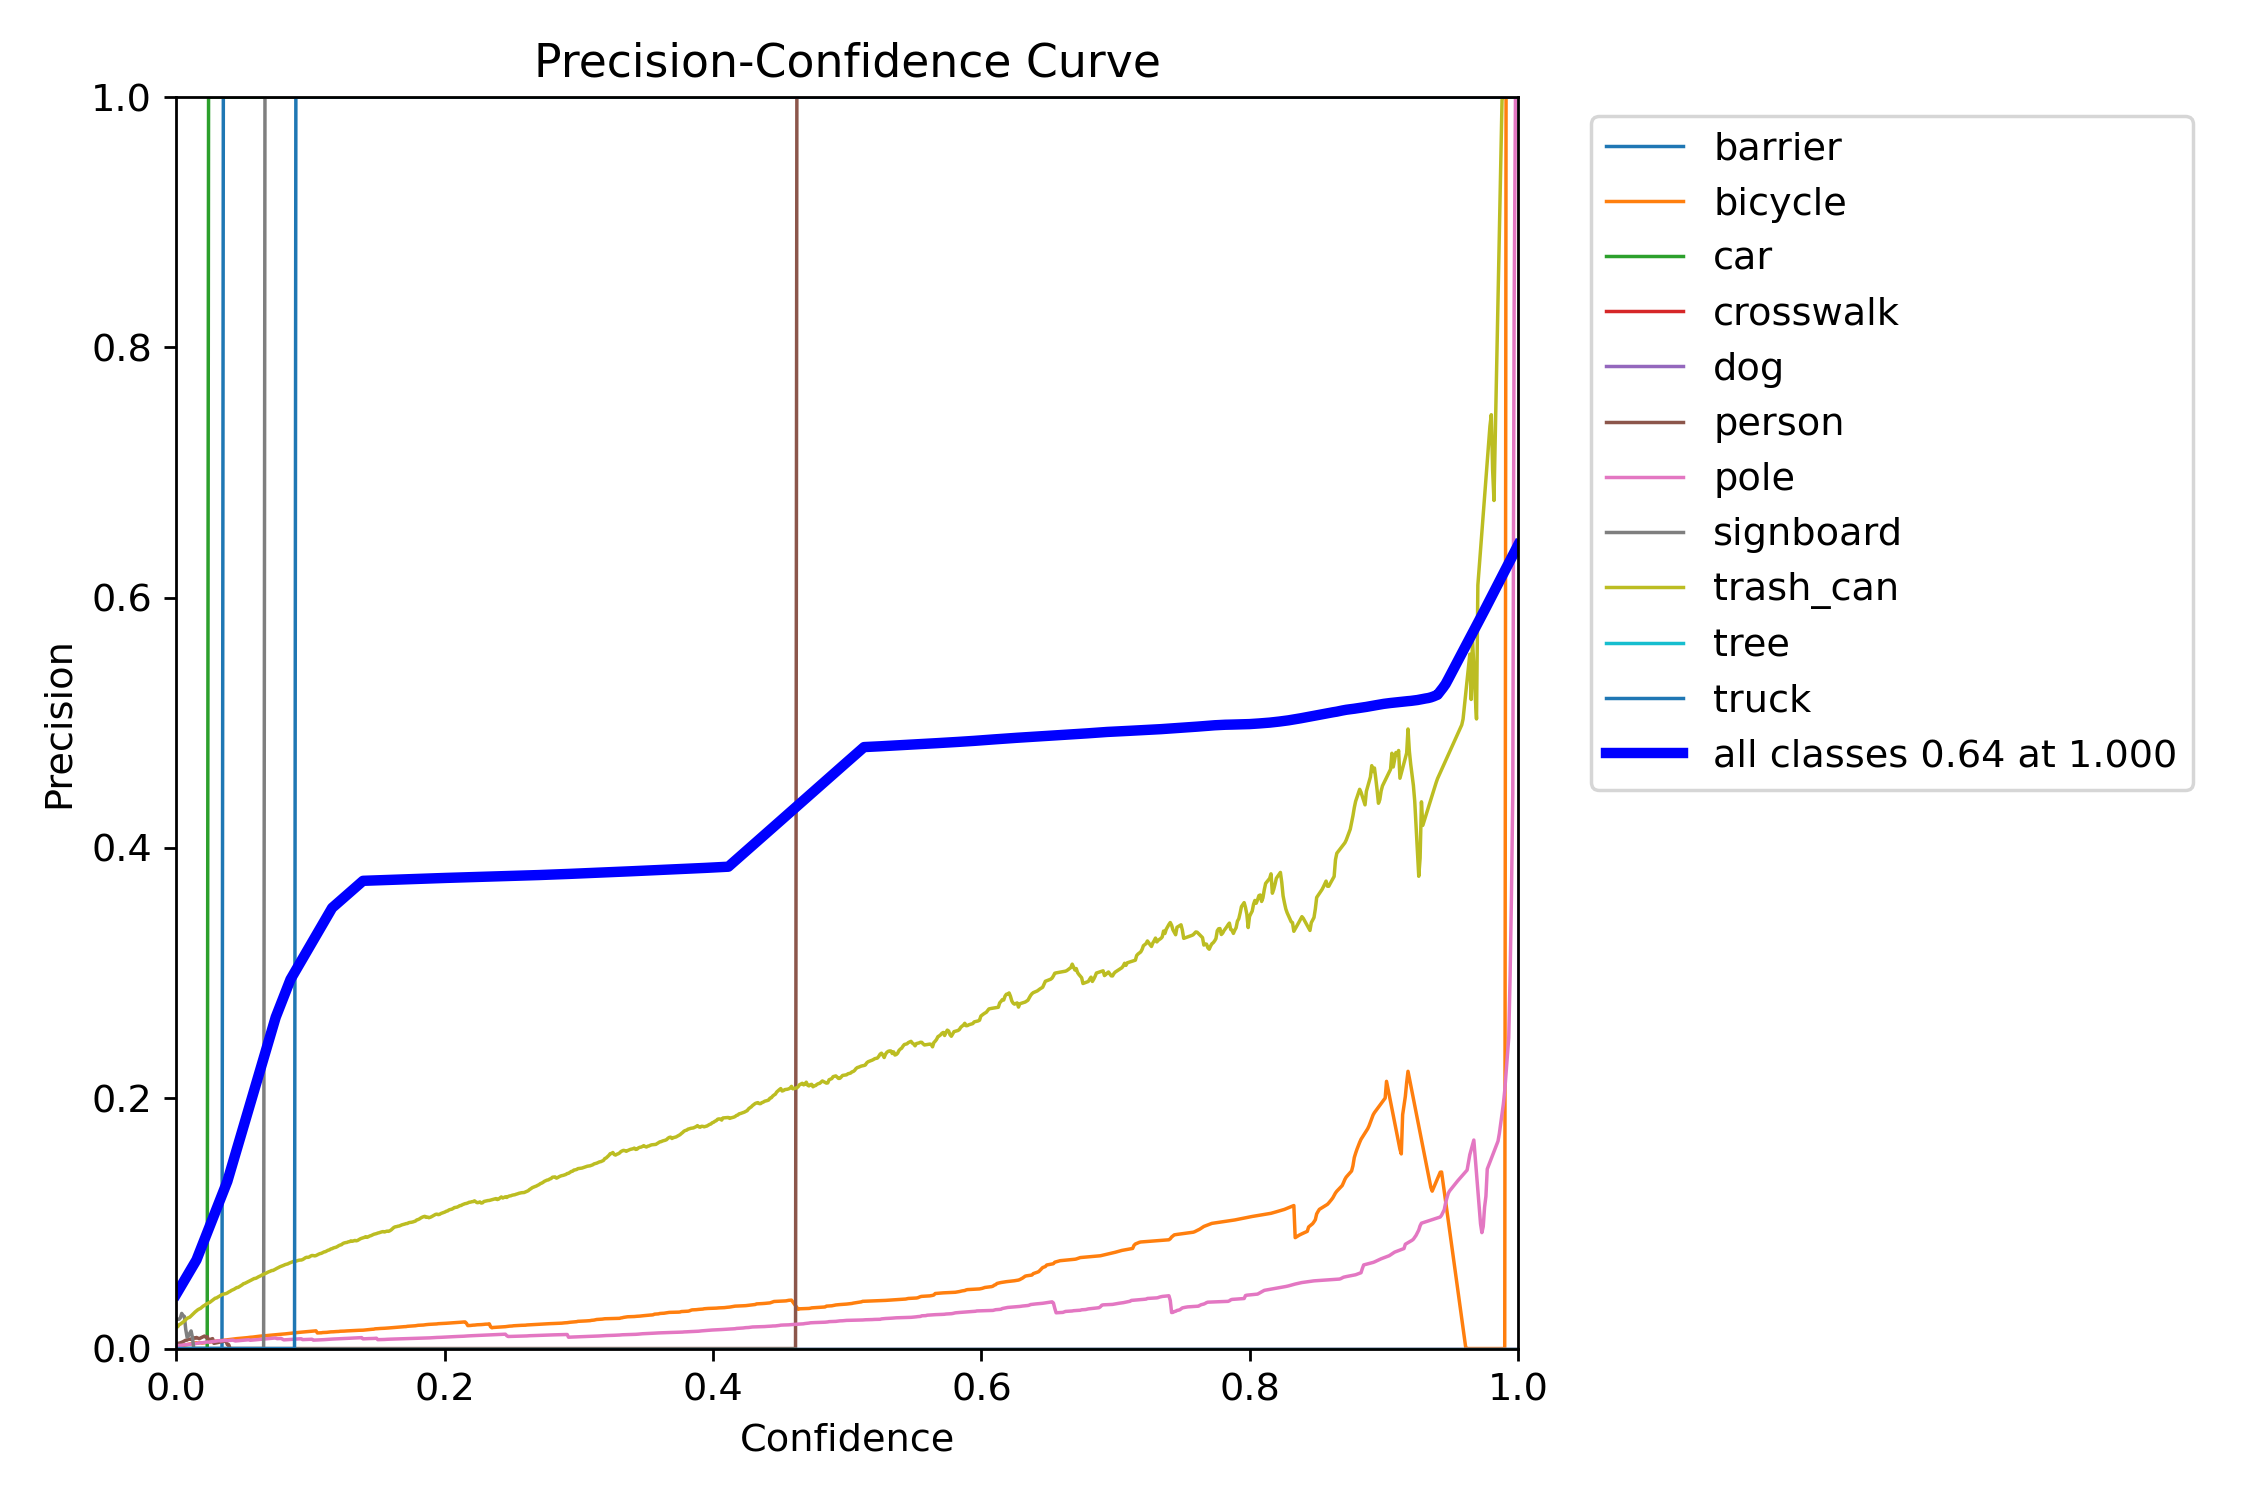 Precision-Confidence Curve
1.0
0.8
0.6
0.4
0.2
0.0
Precision
0.0 0.2 0.4 0.6 0.8 1.0
Confidence
barrier
bicycle
car
crosswalk
dog
person
pole
signboard
trash_can
tree
truck
all classes 0.64 at 1.000